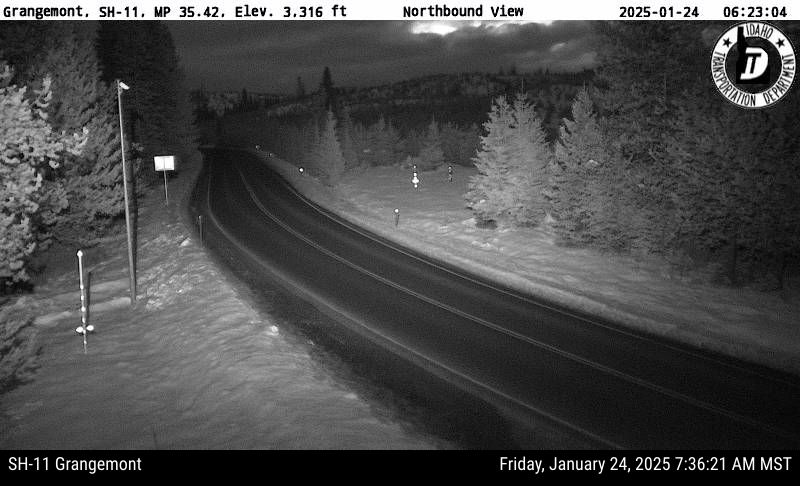 Grangemont, SH-11, MP 35.42, Elev. 3,316 ft Northbound View 2025-01-24 06:23:04
IDAHO
TRANSPORTATION DEPARTMENT
SH-11 Grangemont Friday, January 24, 2025 7:36:21 AM MST